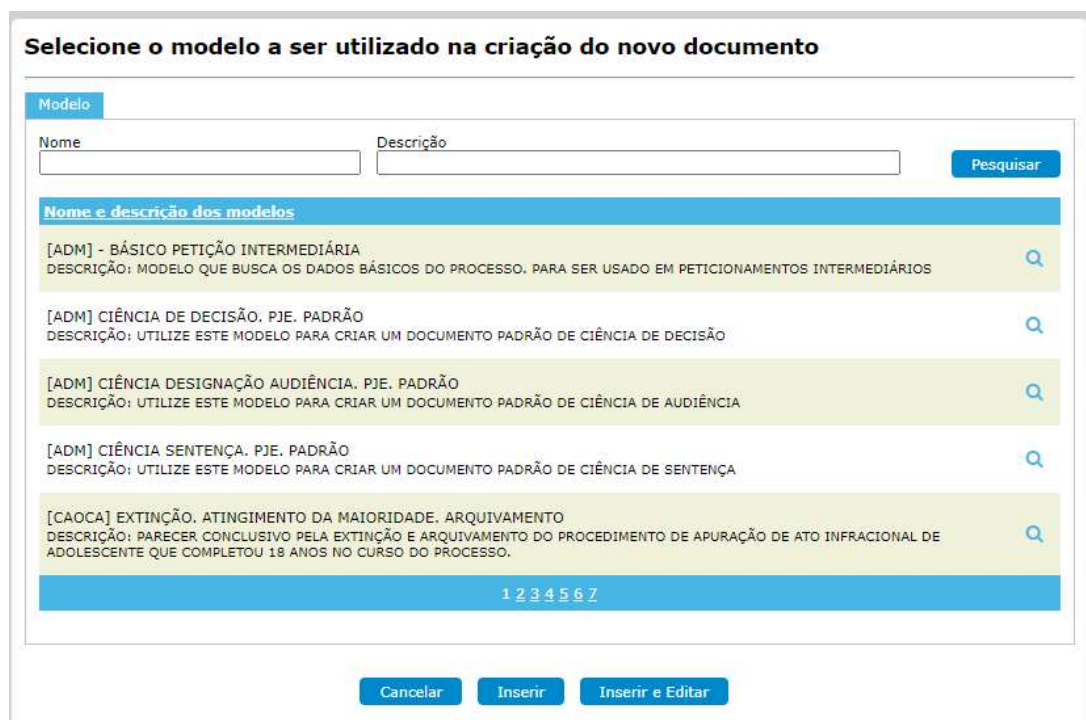 Selecione o modelo a ser utilizado na criação do novo documento
Modelo
Nome Descrição
Pesquisar
Nome e descrição dos modelos
[ADM] - BÁSICO PETIÇÃO INTERMEDIÁRIA
DESCRIÇÃO: MODELO QUE BUSCA OS DADOS BÁSICOS DO PROCESSO. PARA SER USADO EM PETICIONAMENTOS INTERMEDIÁRIOS
[ADM] CIÊNCIA DE DECISÃO. PJE. PADRÃO
DESCRIÇÃO: UTILIZE ESTE MODELO PARA CRIAR UM DOCUMENTO PADRÃO DE CIÊNCIA DE DECISÃO
[ADM] CIÊNCIA DESIGNAÇÃO AUDIÊNCIA. PJE. PADRÃO
DESCRIÇÃO: UTILIZE ESTE MODELO PARA CRIAR UM DOCUMENTO PADRÃO DE CIÊNCIA DE AUDIÊNCIA
[ADM] CIÊNCIA SENTENÇA. PJE. PADRÃO
DESCRIÇÃO: UTILIZE ESTE MODELO PARA CRIAR UM DOCUMENTO PADRÃO DE CIÊNCIA DE SENTENÇA
[CAOCA] EXTINÇÃO. ATINGIMENTO DA MAIORIDADE. ARQUIVAMENTO
DESCRIÇÃO: PARECER CONCLUSIVO PELA EXTINÇÃO E ARQUIVAMENTO DO PROCEDIMENTO DE APURAÇÃO DE ATO INFRACIONAL DE
ADOLESCENTE QUE COMPLETOU 18 ANOS NO CURSO DO PROCESSO.
1 2 3 4 5 6 7
Cancelar Inserir Inserir e Editar